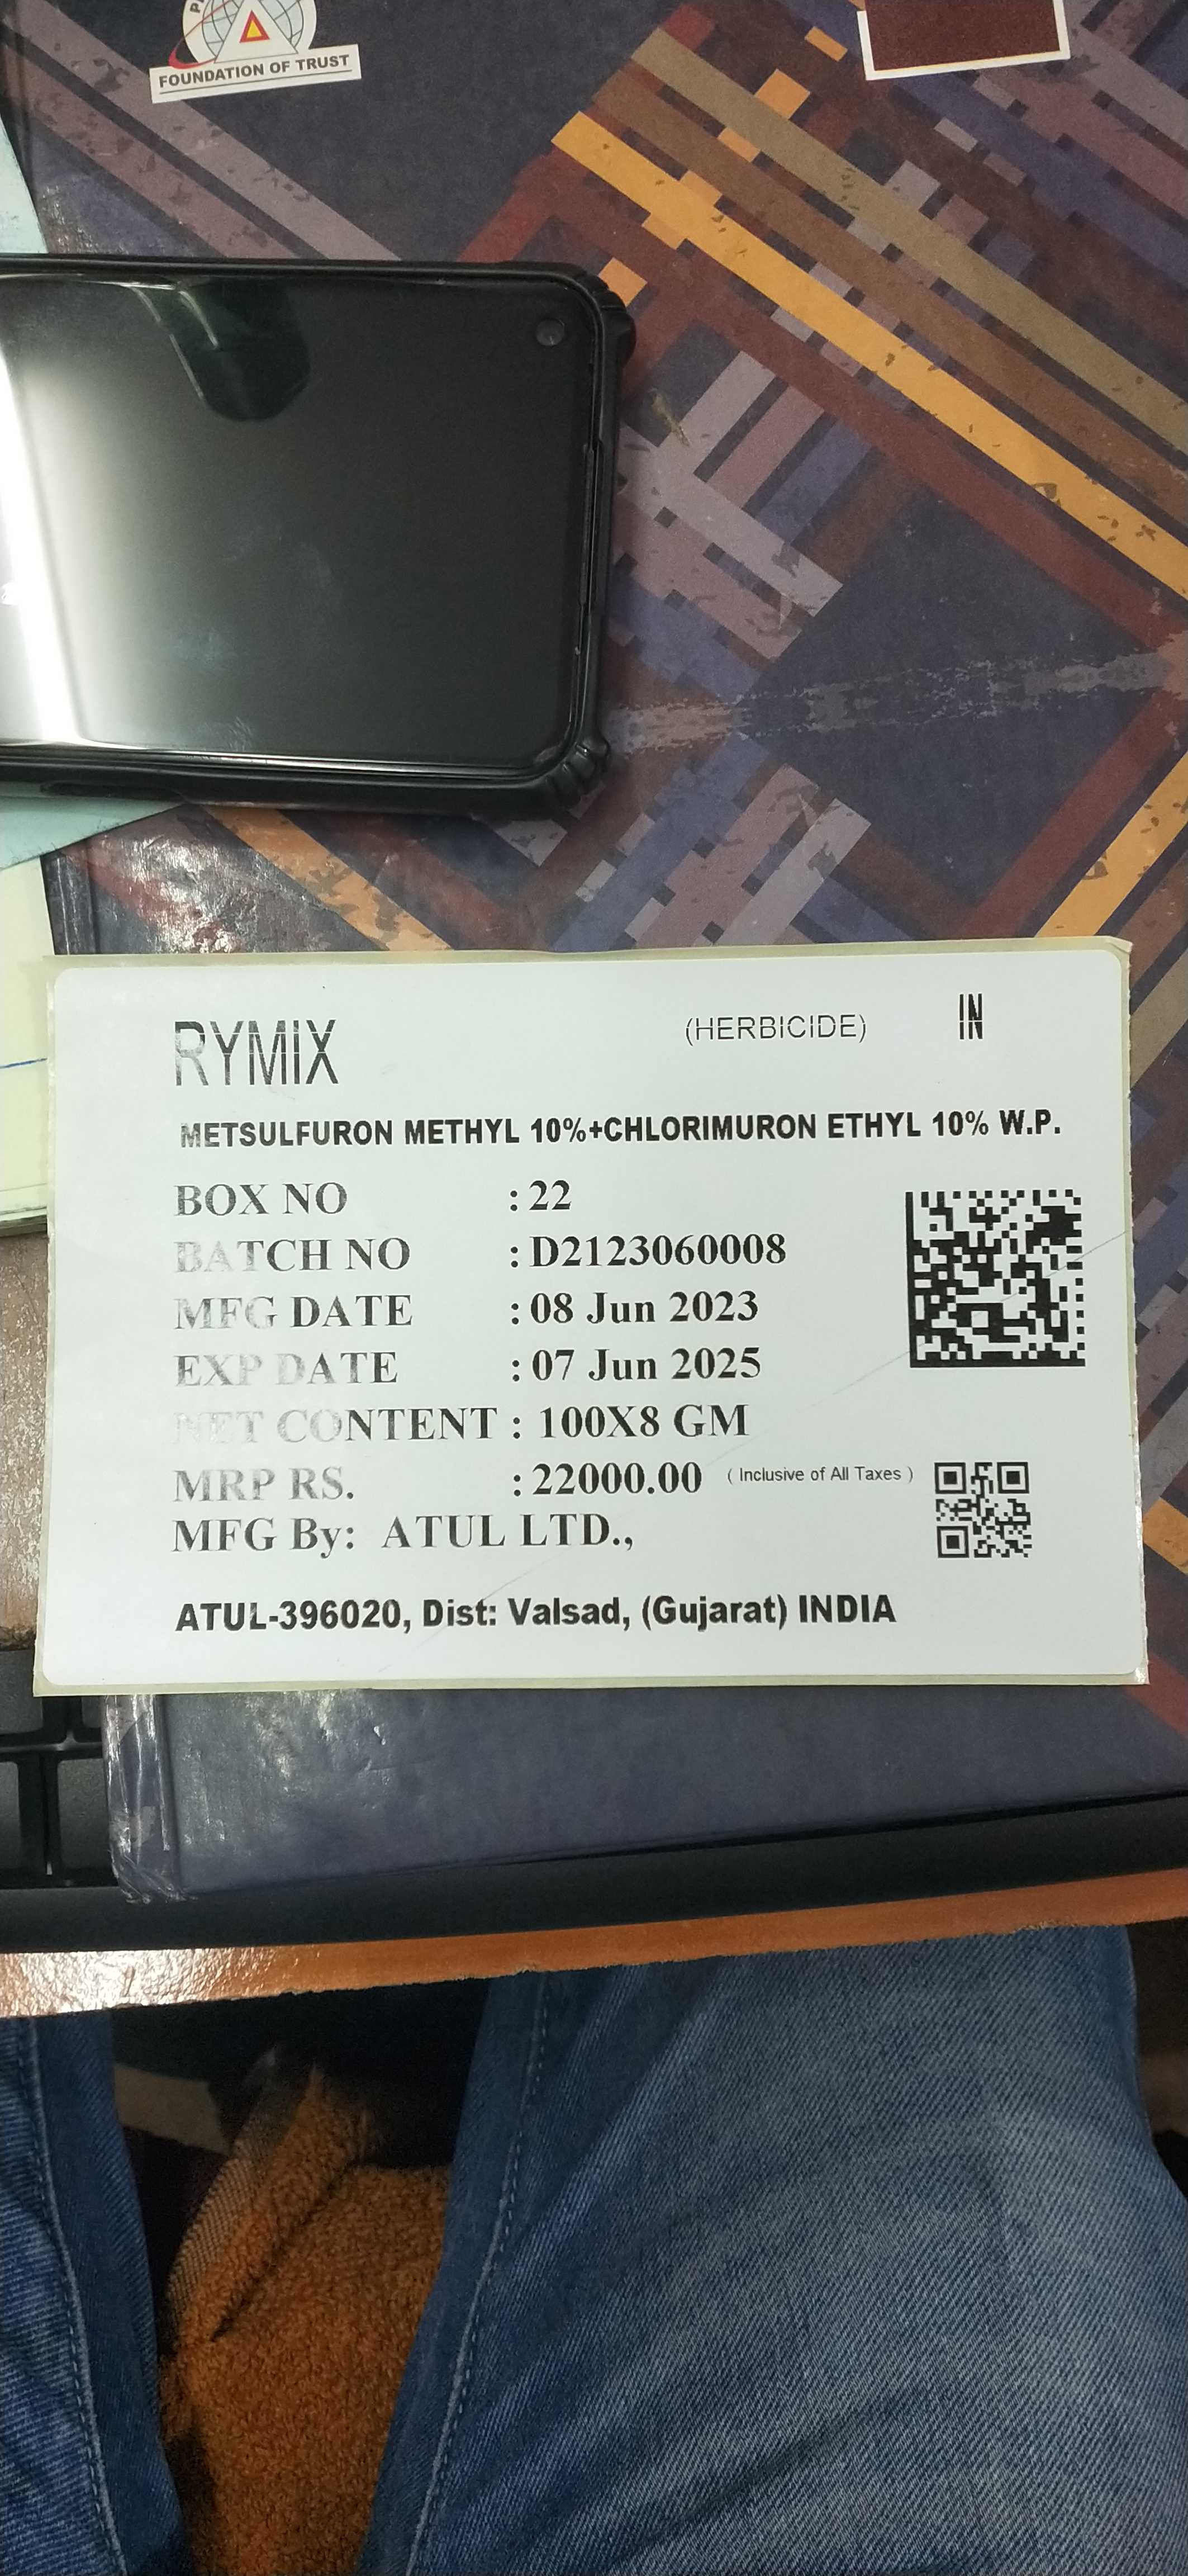 FOUNDATION OF TRUST
RYMIX (HERBICIDE) IN
METSULFURON METHYL 10%+CHLORIMURON ETHYL 10% W.P.
BOX NO : 22
BATCH NO : D2123060008
MFG DATE : 08 Jun 2023
EXP DATE : 07 Jun 2025
NET CONTENT : 100X8 GM
MRP RS. : 22000.00 ( Inclusive of All Taxes )
MFG By: ATUL LTD.,
ATUL-396020, Dist: Valsad, (Gujarat) INDIA